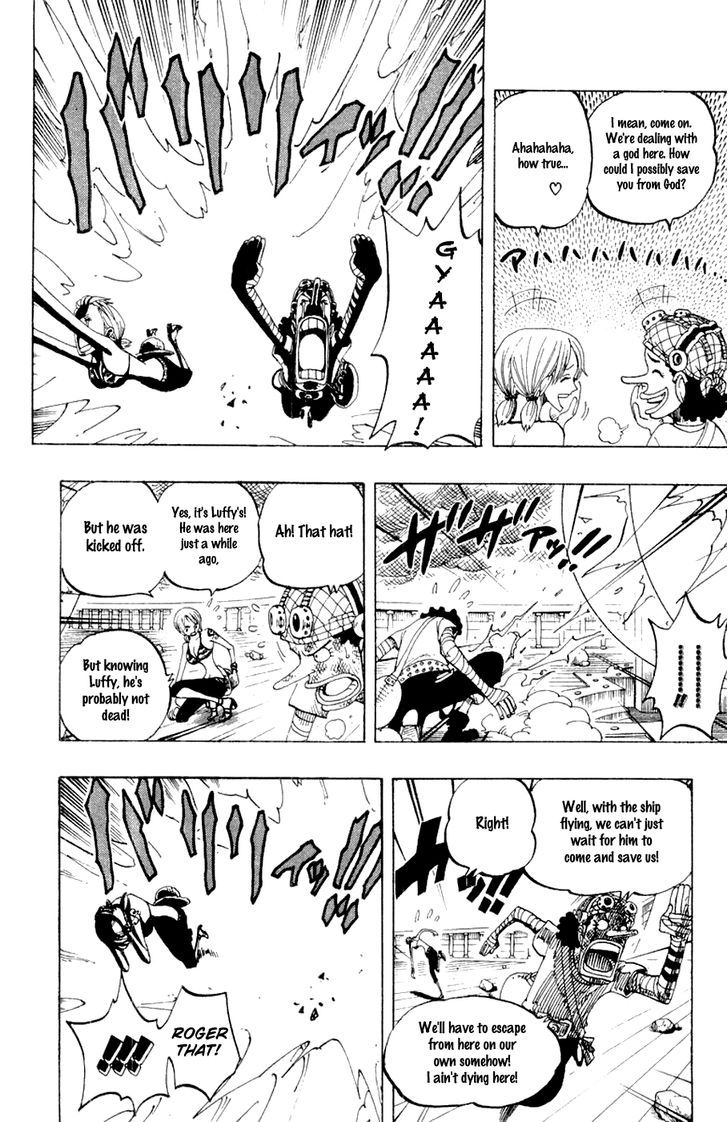 I mean, come on.
We're dealing with
a god here. How
could I possibly save
you from God?
Ahahahaha,
how true...
♡
アハハハハハハ
GYAAAAAA!
Ah! That hat!
Yes, it's Luffy's!
He was here
just a while
ago,
But he was
kicked off.
But knowing
Luffy, he's
probably not
dead!
Well, with the ship
flying, we can't just
wait for him to
come and save us!
Right!
We'll have to escape
from here on our
own somehow!
I ain't dying here!
ROGER
THAT!
!!!!